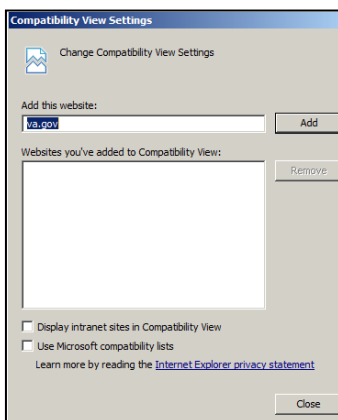 Compatibility View Settings
Change Compatibility View Settings
Add this website:
va.gov
Add
Websites you've added to Compatibility View:
Remove
Display intranet sites in Compatibility View
Use Microsoft compatibility lists
Learn more by reading the Internet Explorer privacy statement
Close